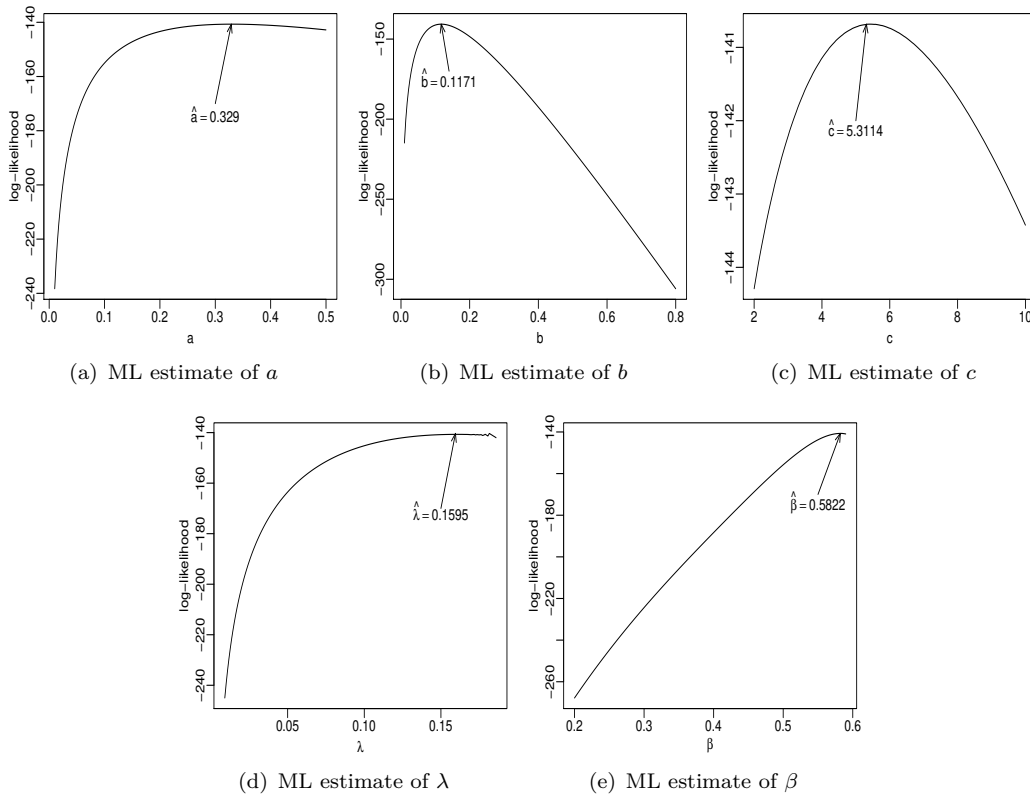 log−likelihood
−140
−160
−180
−200
−220
−240
â = 0.329
0.0 0.1 0.2 0.3 0.4 0.5
a
(a) ML estimate of a
log−likelihood
−150
−200
−250
−300
b̂ = 0.1171
0.0 0.2 0.4 0.6 0.8
b
(b) ML estimate of b
log−likelihood
−141
−142
−143
−144
ĉ = 5.3114
2 4 6 8 10
c
(c) ML estimate of c
log−likelihood
−140
−160
−180
−200
−220
−240
λ̂ = 0.1595
0.05 0.10 0.15
λ
(d) ML estimate of λ
log−likelihood
−140
−180
−220
−260
β̂ = 0.5822
0.2 0.3 0.4 0.5 0.6
β
(e) ML estimate of β